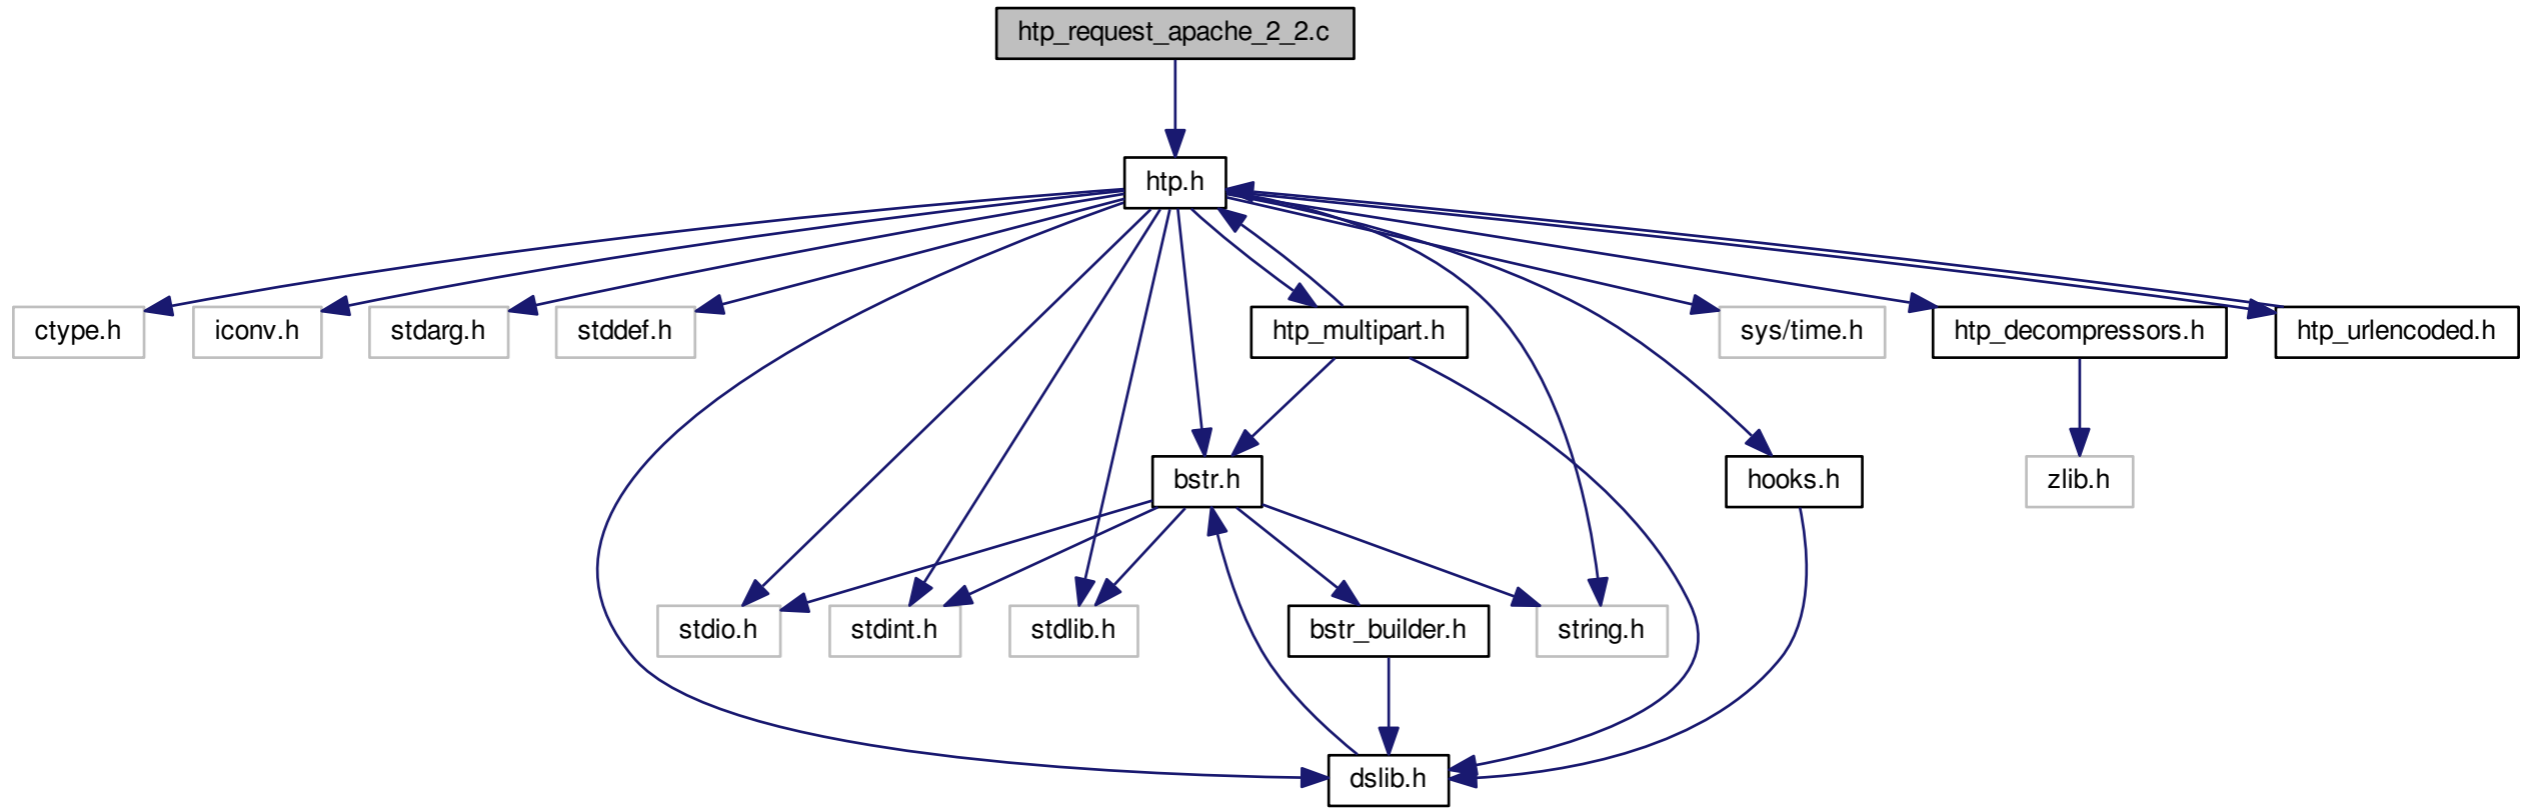 htp_request_apache_2_2.c
htp.h
ctype.h
iconv.h
stdarg.h
stddef.h
htp_multipart.h
sys/time.h
htp_decompressors.h
htp_urlencoded.h
bstr.h
hooks.h
zlib.h
stdio.h
stdint.h
stdlib.h
bstr_builder.h
string.h
dslib.h